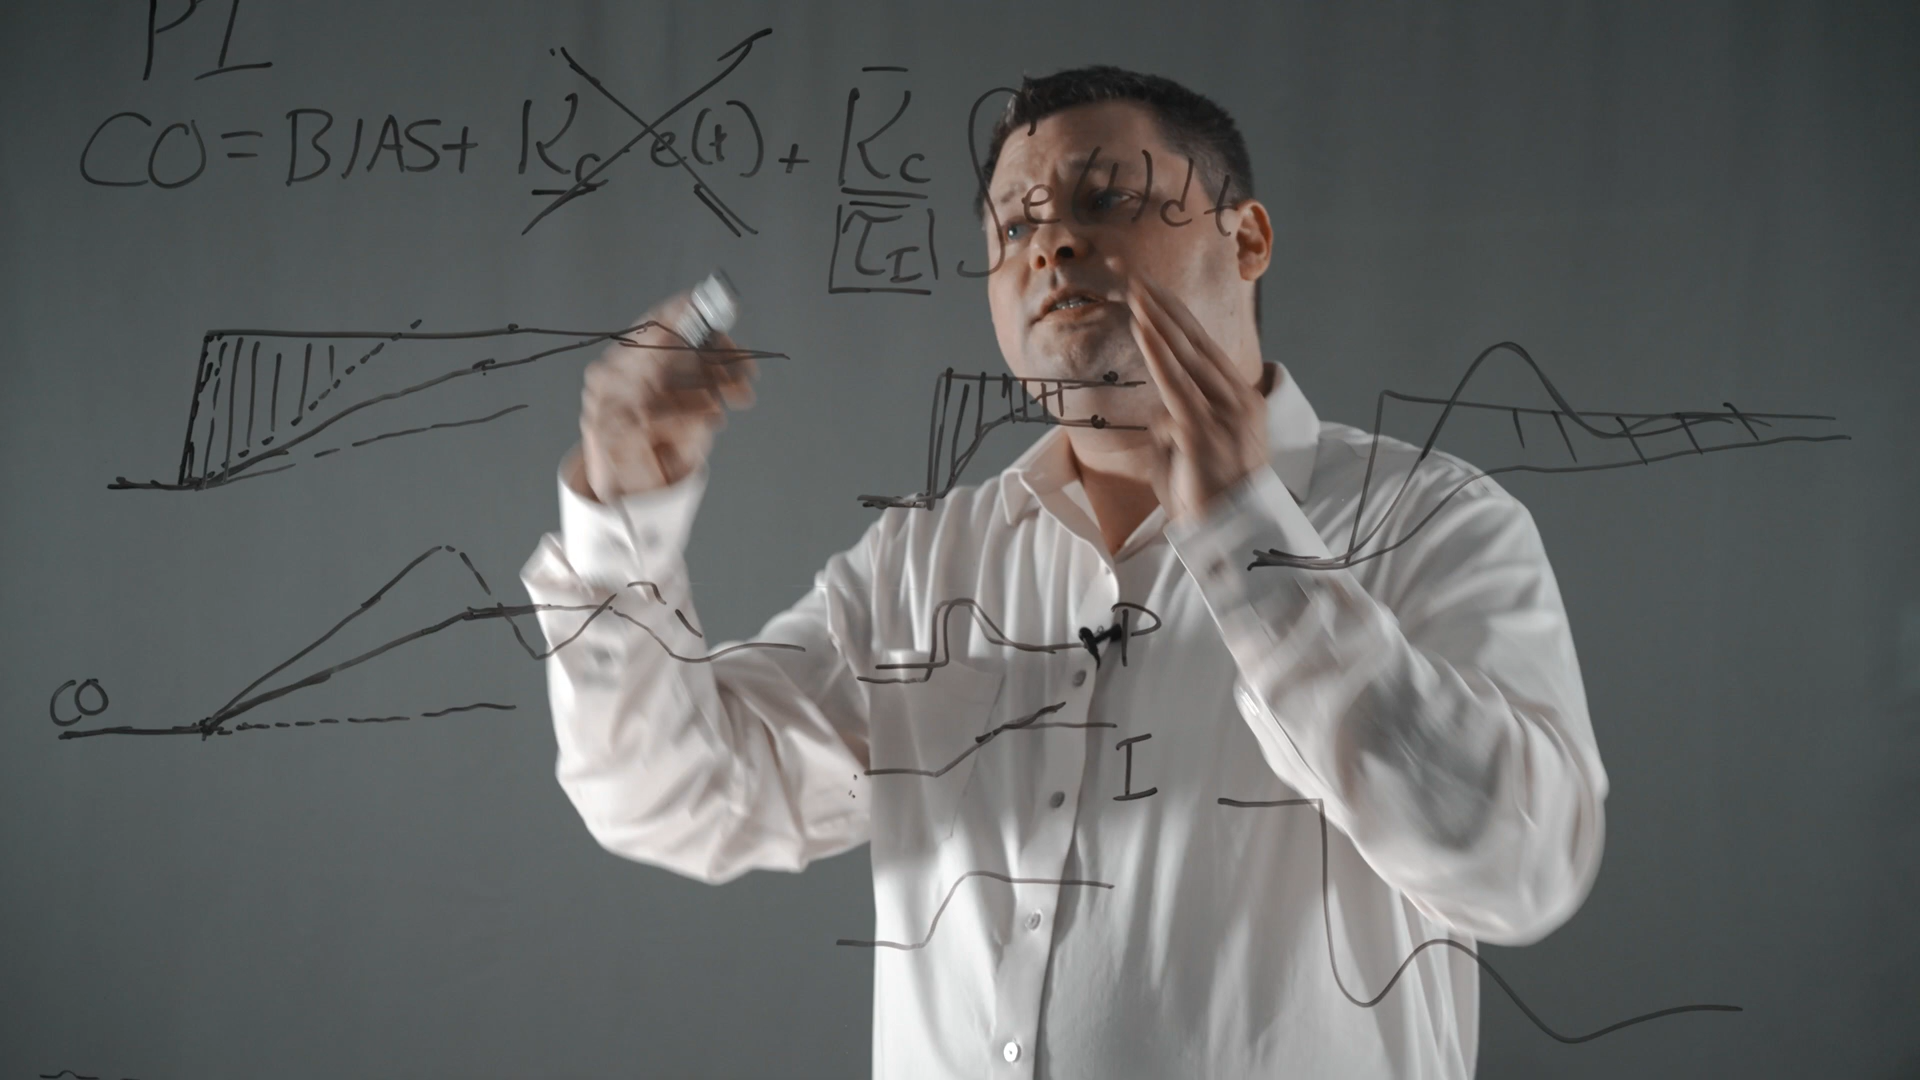 PI
CO = BIAS + Kc e(t) + Kc/τI ∫ e(t)dt
CO
P
I